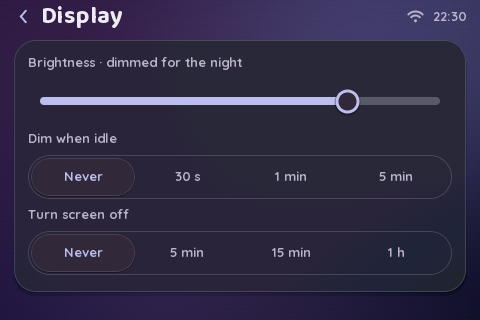 Display
22:30
Brightness · dimmed for the night
Dim when idle
Never 30 s 1 min 5 min
Turn screen off
Never 5 min 15 min 1 h